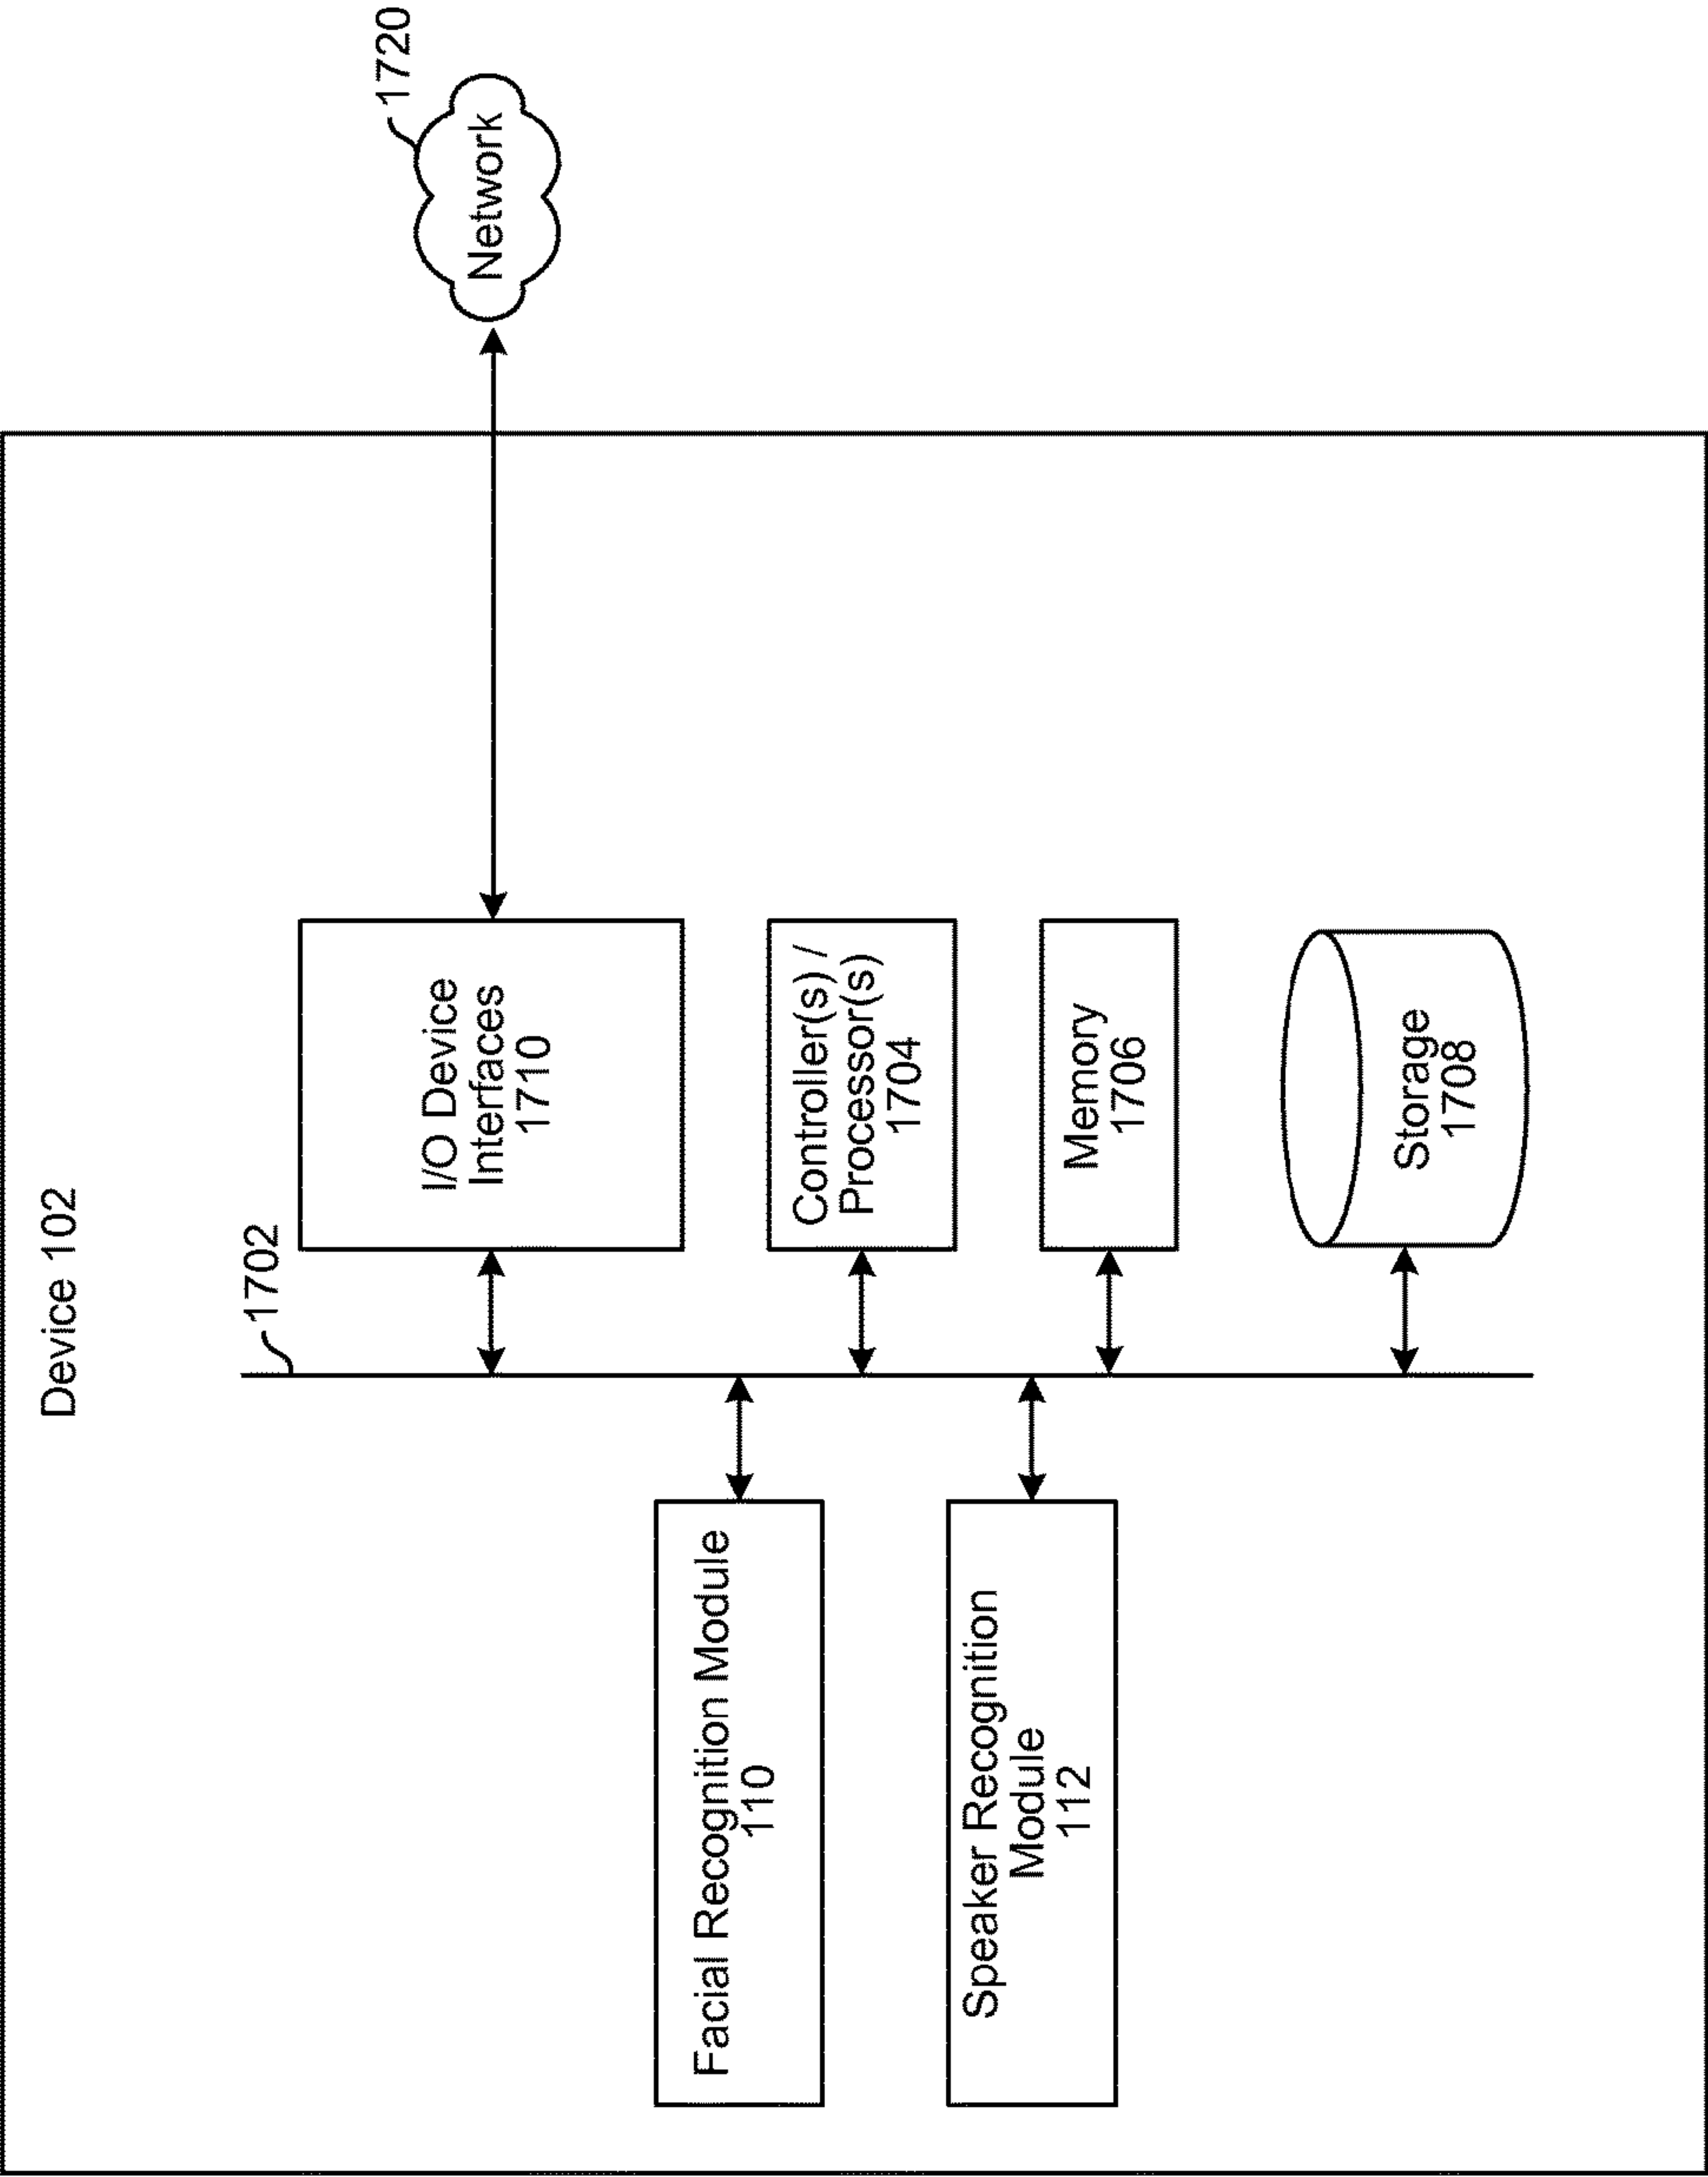 Device 102
1702
Facial Recognition Module
110
Speaker Recognition
Module
112
I/O Device
Interfaces
1710
Controller(s) /
Processor(s)
1704
Memory
1706
Storage
1708
1720
Network